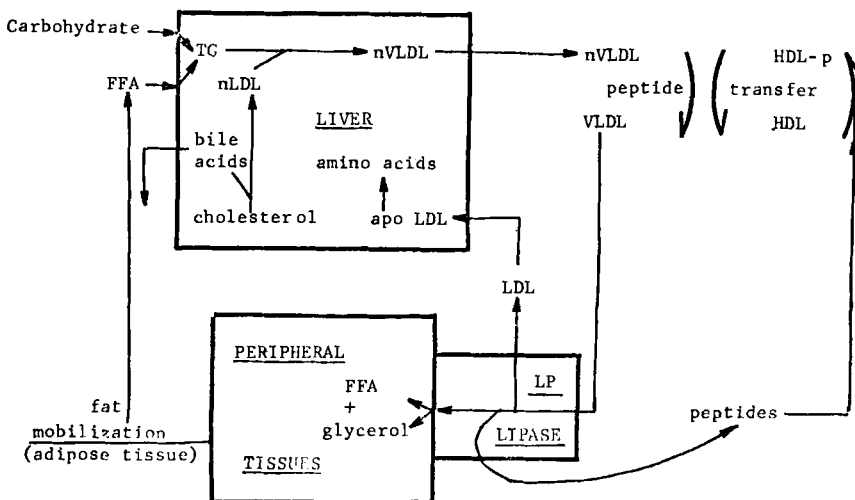 Carbohydrate
TG
nVLDL
nVLDL
HDL-p
FFA
nLDL
peptide
transfer
LIVER
VLDL
HDL
bile
acids
amino acids
cholesterol
apo LDL
LDL
PERIPHERAL
LP
FFA
+
glycerol
LIPASE
TISSUES
fat
mobilization
(adipose tissue)
peptides